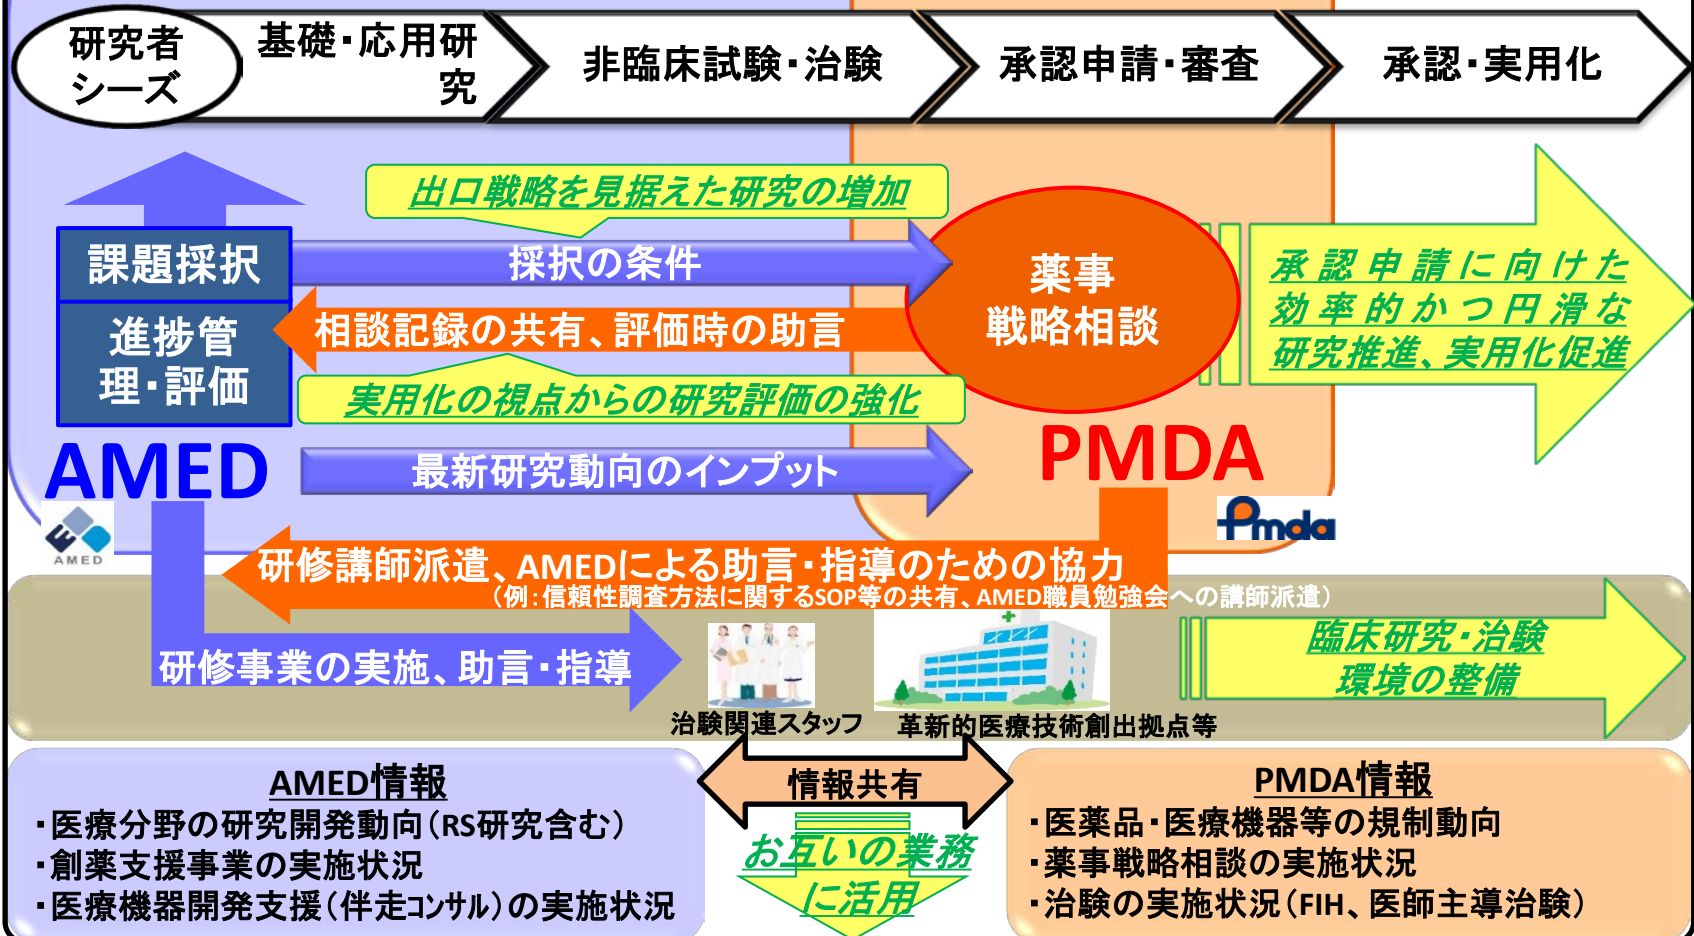 研究者
シーズ
基礎・応用研
究
非臨床試験・治験
承認申請・審査
承認・実用化
出口戦略を見据えた研究の増加
課題採択
採択の条件
薬事
戦略相談
承認申請に向けた
効率的かつ円滑な
研究推進、実用化促進
進捗管
理・評価
相談記録の共有、評価時の助言
実用化の視点からの研究評価の強化
AMED
最新研究動向のインプット
PMDA
AMED
Pmda
研修講師派遣、AMEDによる助言・指導のための協力
（例：信頼性調査方法に関するSOP等の共有、AMED職員勉強会への講師派遣）
研修事業の実施、助言・指導
臨床研究・治験
環境の整備
治験関連スタッフ
革新的医療技術創出拠点等
AMED情報
・医療分野の研究開発動向（RS研究含む）
・創薬支援事業の実施状況
・医療機器開発支援（伴走コンサル）の実施状況
情報共有
お互いの業務
に活用
PMDA情報
・医薬品・医療機器等の規制動向
・薬事戦略相談の実施状況
・治験の実施状況（FIH、医師主導治験）